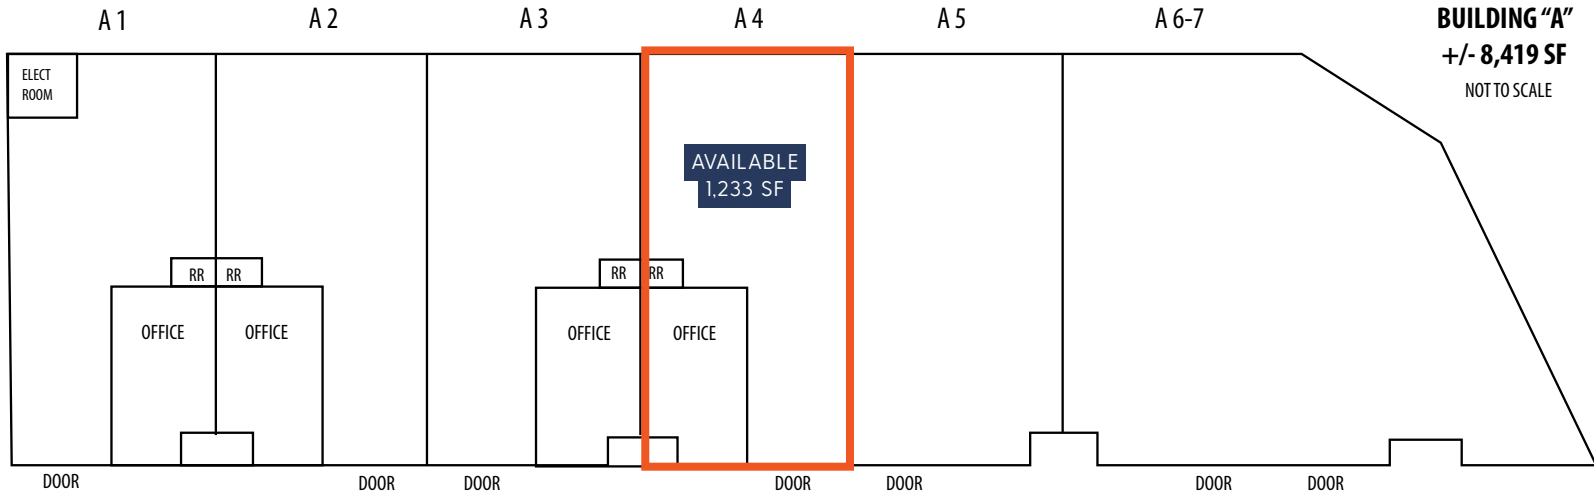 A 1
A 2
A 3
A 4
A 5
A 6-7
BUILDING “A”
+/- 8,419 SF
NOT TO SCALE
ELECT
ROOM
AVAILABLE
1,233 SF
RR
RR
RR
RR
OFFICE
OFFICE
OFFICE
OFFICE
DOOR
DOOR
DOOR
DOOR
DOOR
DOOR
DOOR